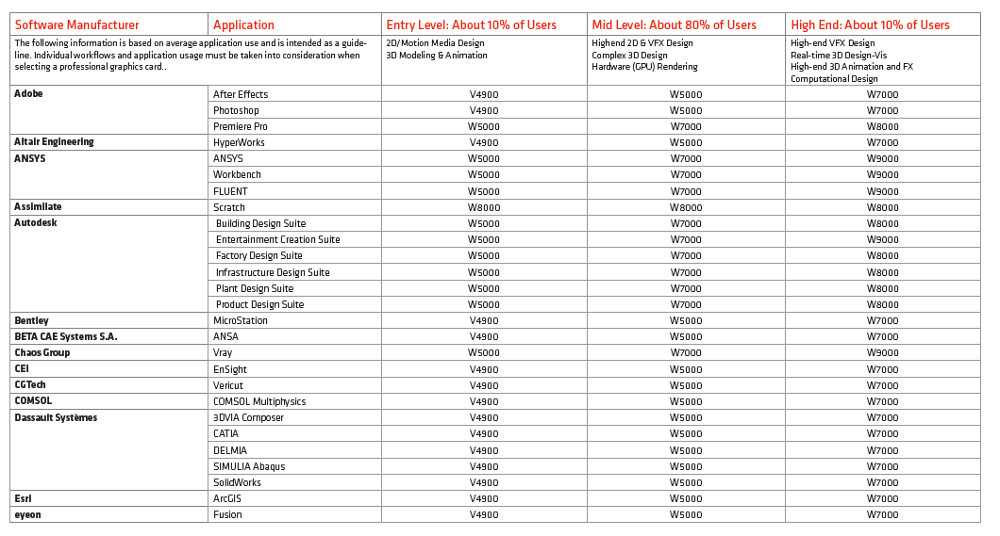 Software Manufacturer Application Entry Level: About 10% of Users Mid Level: About 80% of Users High End: About 10% of Users
The following information is based on average application use and is intended as a guide-
line. Individual workflows and application usage must be taken into consideration when
selecting a professional graphics card..
2D/Motion Media Design
3D Modeling & Animation
Highend 2D & VFX Design
Complex 3D Design
Hardware (GPU) Rendering
High-end VFX Design
Real-time 3D Design-Vis
High-end 3D Animation and FX
Computational Design
Adobe After Effects V4900 W5000 W7000
Photoshop V4900 W5000 W7000
Premiere Pro W5000 W7000 W8000
Altair Engineering HyperWorks V4900 W5000 W7000
ANSYS ANSYS W5000 W7000 W9000
Workbench W5000 W7000 W9000
FLUENT W5000 W7000 W9000
Assimilate Scratch W8000 W8000 W8000
Autodesk Building Design Suite W5000 W7000 W8000
Entertainment Creation Suite W5000 W7000 W9000
Factory Design Suite W5000 W7000 W8000
Infrastructure Design Suite W5000 W7000 W8000
Plant Design Suite W5000 W7000 W8000
Product Design Suite W5000 W7000 W8000
Bentley MicroStation V4900 W5000 W7000
BETA CAE Systems S.A. ANSA V4900 W5000 W7000
Chaos Group Vray W5000 W7000 W9000
CEI EnSight V4900 W5000 W7000
CGTech Vericut V4900 W5000 W7000
COMSOL COMSOL Multiphysics V4900 W5000 W7000
Dassault Systèmes 3DVIA Composer V4900 W5000 W7000
CATIA V4900 W5000 W7000
DELMIA V4900 W5000 W7000
SIMULIA Abaqus V4900 W5000 W7000
SolidWorks V4900 W5000 W7000
Esri ArcGIS V4900 W5000 W7000
eyeon Fusion V4900 W5000 W7000